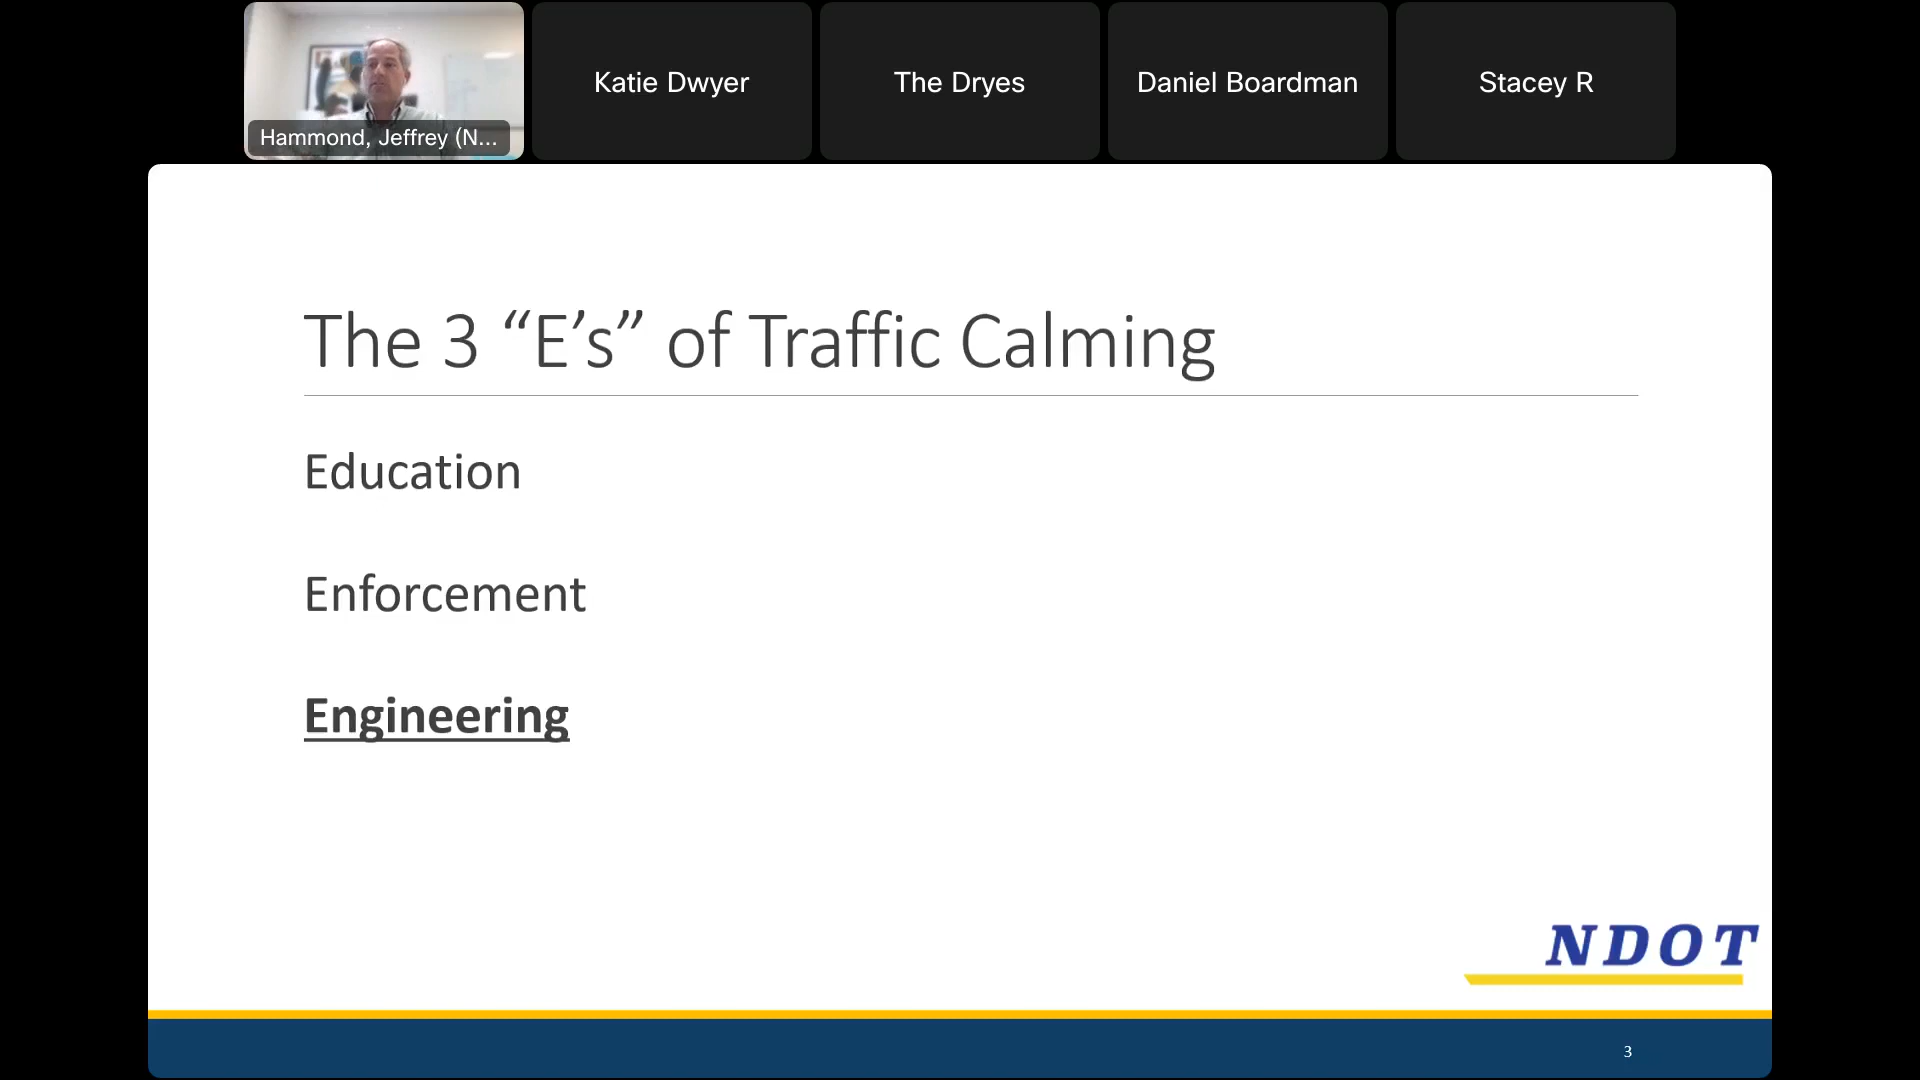 Hammond, Jeffrey (N...
Katie Dwyer
The Dryes
Daniel Boardman
Stacey R
The 3 “E’s” of Traffic Calming
Education
Enforcement
Engineering
NDOT
3